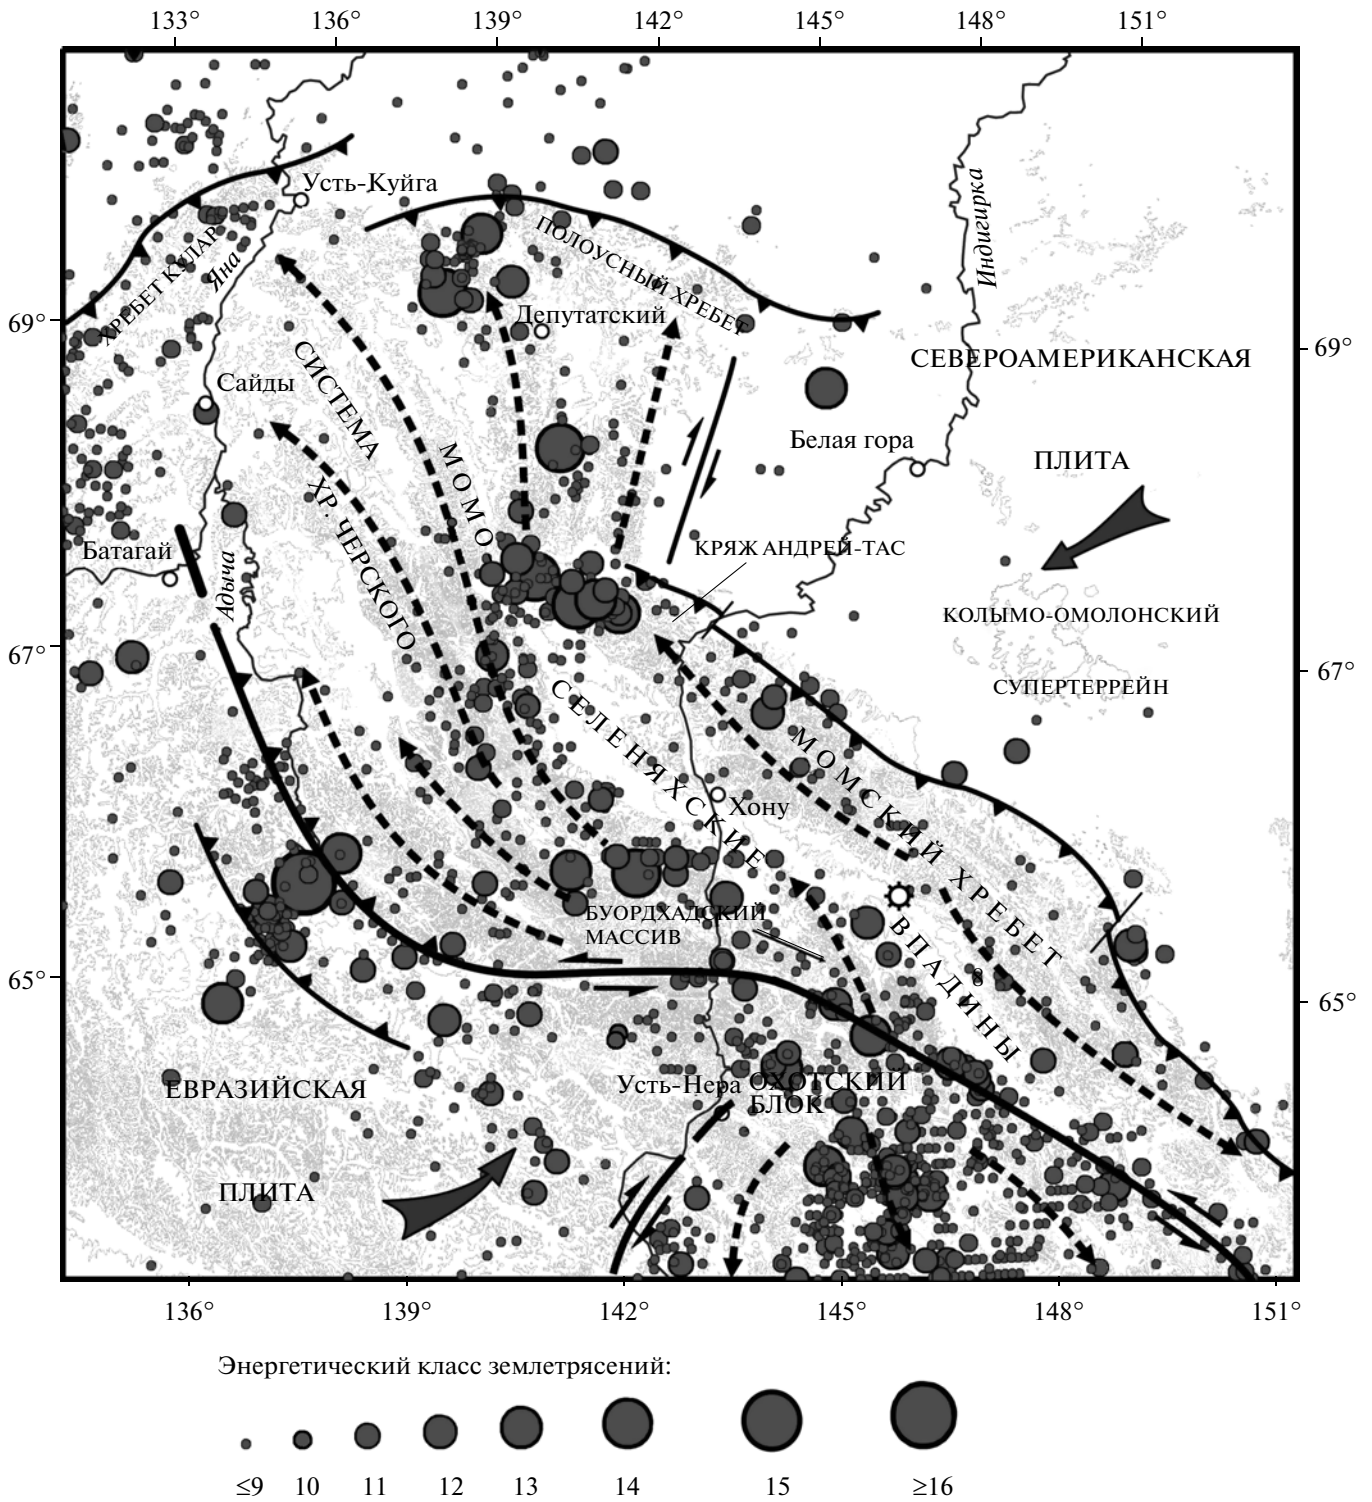 133° 136° 139° 142° 145° 148° 151°
Усть-Куйга
Индигирка
ПОЛОУСНЫЙ ХРЕБЕТ
ХРЕБЕТ КУЛАР
Яна
69°
Депутатский
СИСТЕМА
СЕВЕРОАМЕРИКАНСКАЯ
69°
Сайды
Белая гора
ПЛИТА
МОМО
ХР. ЧЕРСКОГО
Батагай
КРЯЖ АНДРЕЙ-ТАС
Адыча
КОЛЫМО-ОМОЛОНСКИЙ
67°
67°
СУПЕРТЕРРЕЙН
СЕЛЕНЯХСКИЕ
МОМСКИЙ ХРЕБЕТ
Хону
БУОРДХАДСКИЙ
МАССИВ
ВПАДИНЫ
8
65°
65°
ЕВРАЗИЙСКАЯ
Усть-Нера
ОХОТСКИЙ
БЛОК
ПЛИТА
136° 139° 142° 145° 148° 151°
Энергетический класс землетрясений:
≤9 10 11 12 13 14 15 ≥16